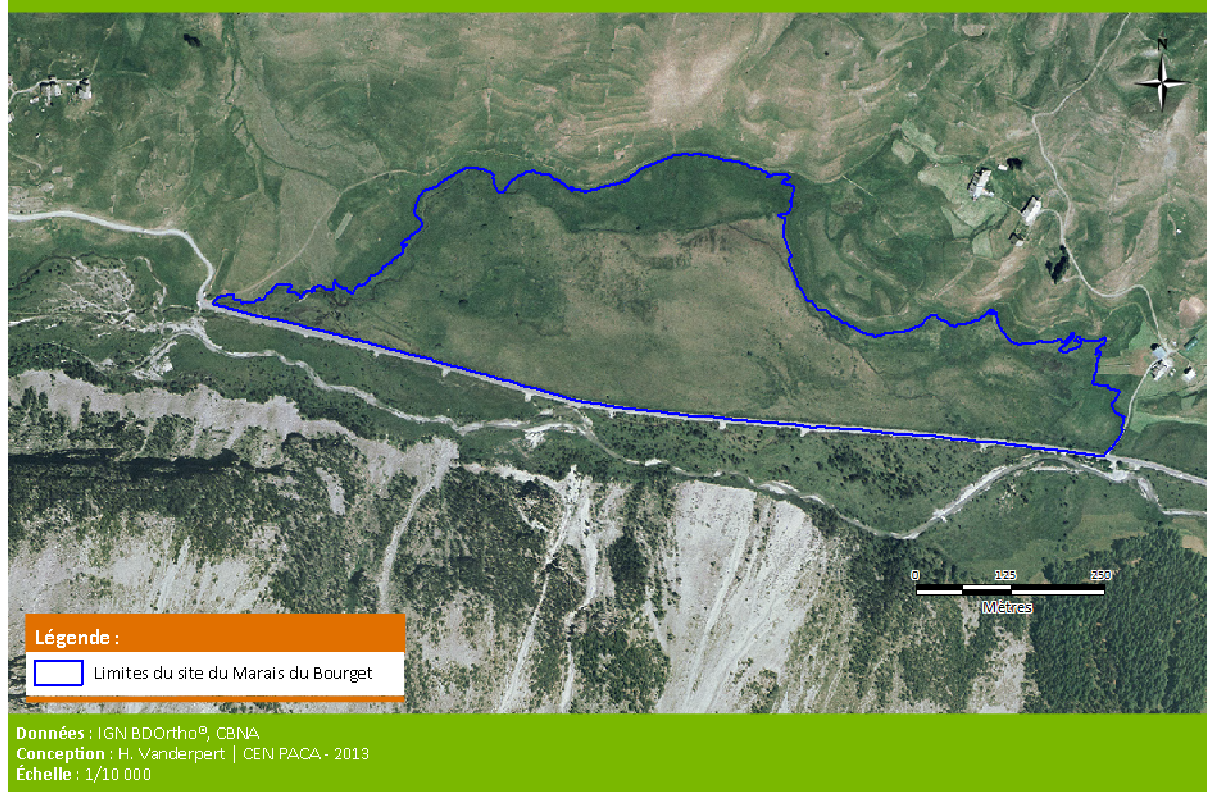 N
0 125 250
Mètres
Légende :
Limites du site du Marais du Bourget
Données : IGN BDOrtho®, CBNA
Conception : H. Vanderpert | CEN PACA - 2013
Échelle : 1/10 000